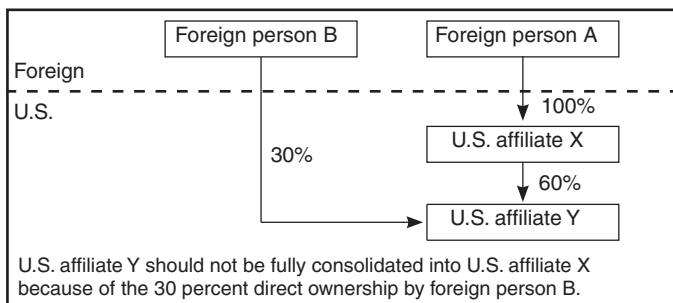 Foreign person B
Foreign person A
Foreign
U.S.
100%
30%
U.S. affiliate X
60%
U.S. affiliate Y
U.S. affiliate Y should not be fully consolidated into U.S. affiliate X
because of the 30 percent direct ownership by foreign person B.